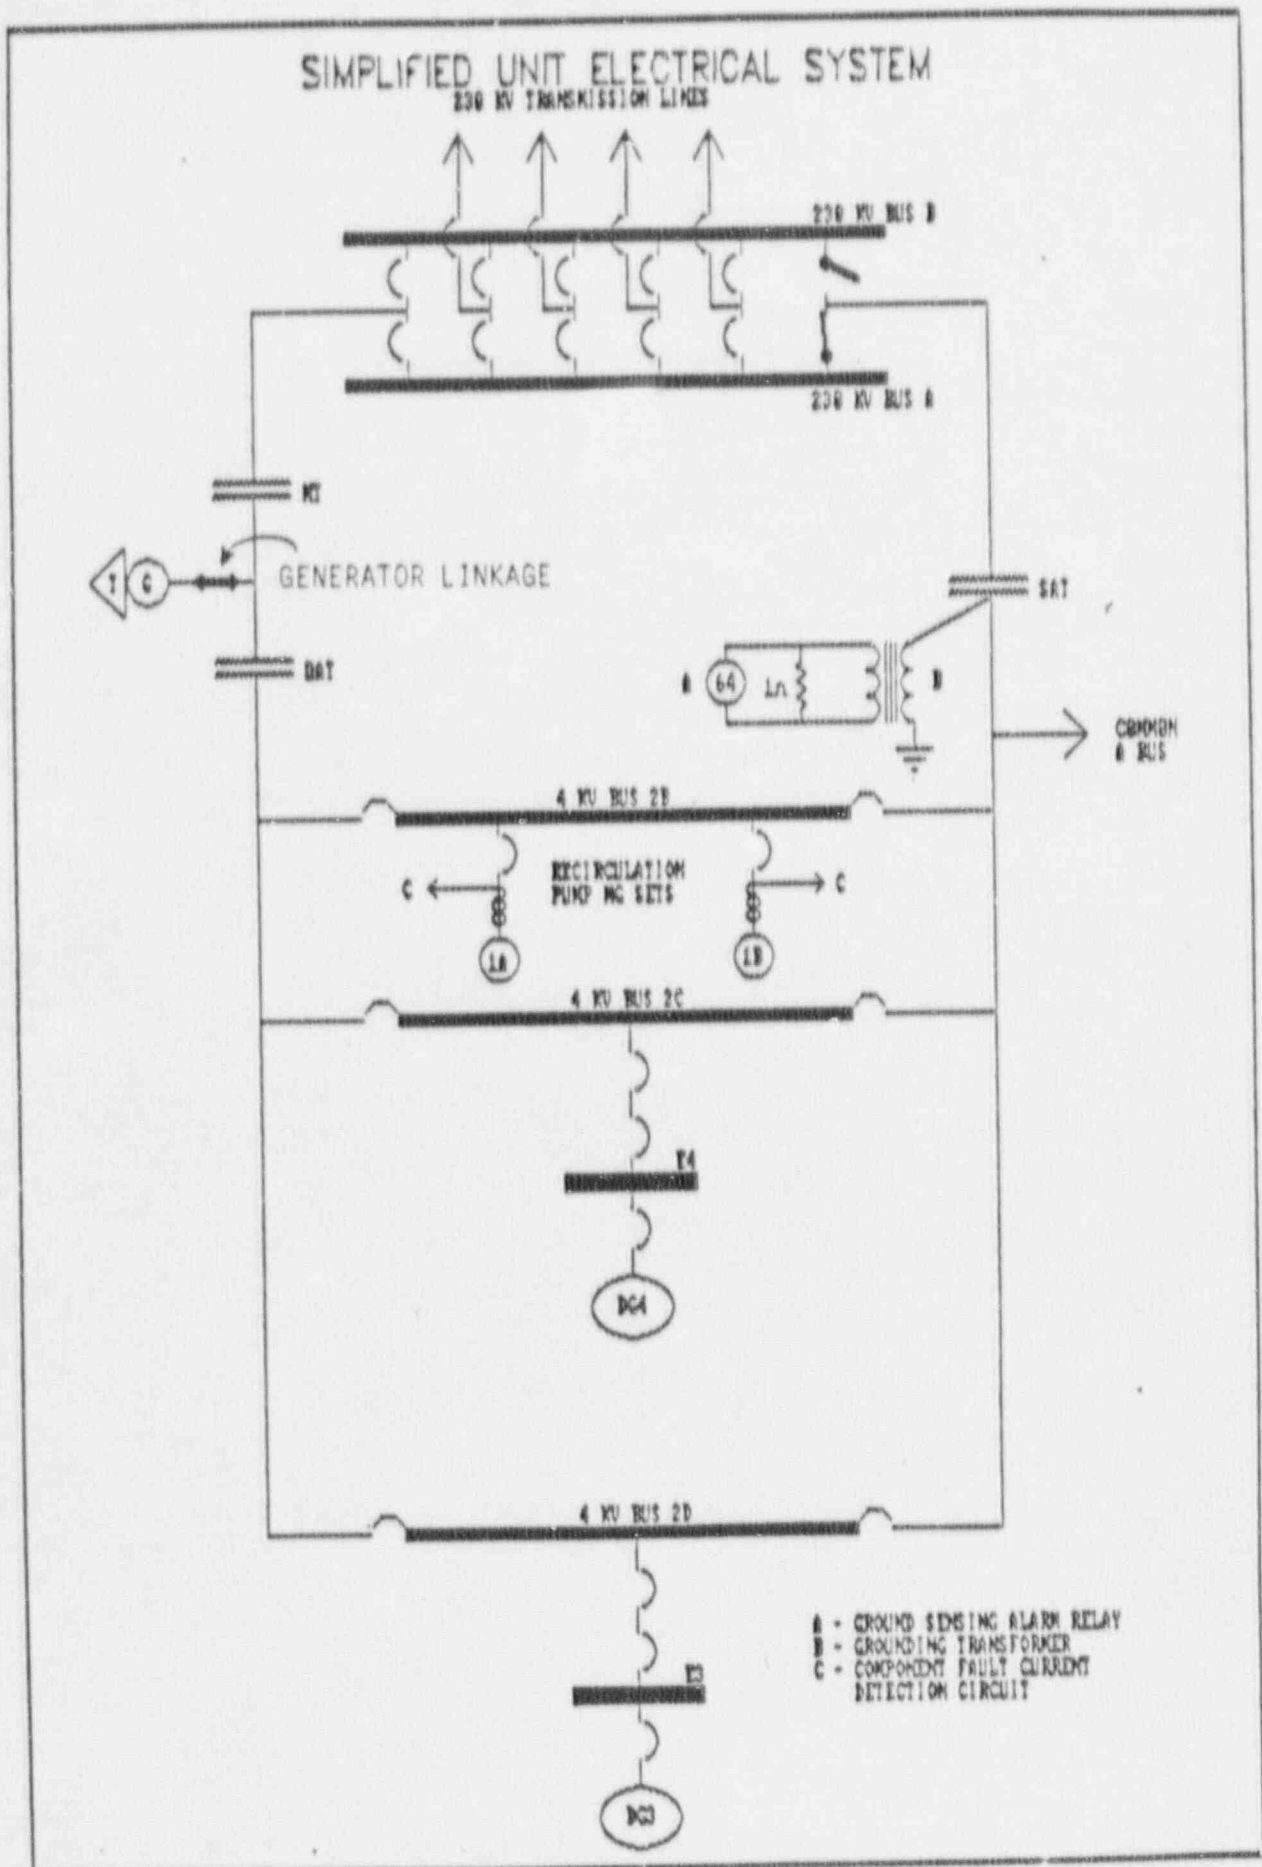 SIMPLIFIED UNIT ELECTRICAL SYSTEM
230 KV TRANSMISSION LINES
230 KV BUS B
230 KV BUS A
MT
T G
GENERATOR LINKAGE
SAT
UAT
A 64 1Ω B
COMMON
A BUS
4 KV BUS 2B
RECIRCULATION
PUMP MG SETS
C C
1A 1B
4 KV BUS 2C
E4
DG4
4 KV BUS 2D
A - GROUND SENSING ALARM RELAY
B - GROUNDING TRANSFORMER
C - COMPONENT FAULT CURRENT
DETECTION CIRCUIT
E3
DG3